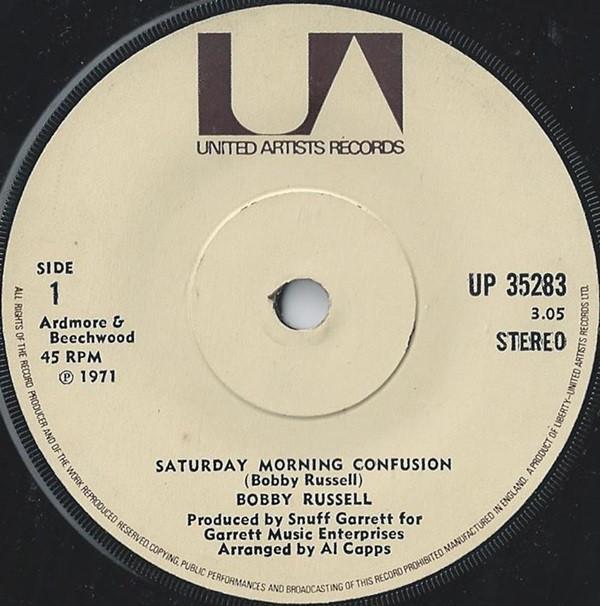 UA
UNITED ARTISTS RECORDS
SIDE
1
Ardmore &
Beechwood
45 RPM
℗ 1971
UP 35283
3.05
STEREO
SATURDAY MORNING CONFUSION
(Bobby Russell)
BOBBY RUSSELL
Produced by Snuff Garrett for
Garrett Music Enterprises
Arranged by Al Capps
ALL RIGHTS OF THE RECORD PRODUCER AND OF THE WORK REPRODUCED RESERVED. COPYING, PUBLIC PERFORMANCES AND BROADCASTING OF THIS RECORD PROHIBITED. MANUFACTURED IN ENGLAND. A PRODUCT OF LIBERTY-UNITED ARTISTS RECORDS LTD.